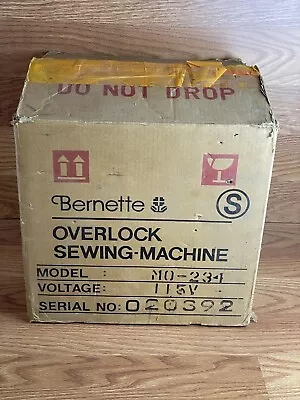 DO NOT DROP
Bernette
S
OVERLOCK
SEWING-MACHINE
MODEL : MO-234
VOLTAGE: 115V
SERIAL NO: 020392